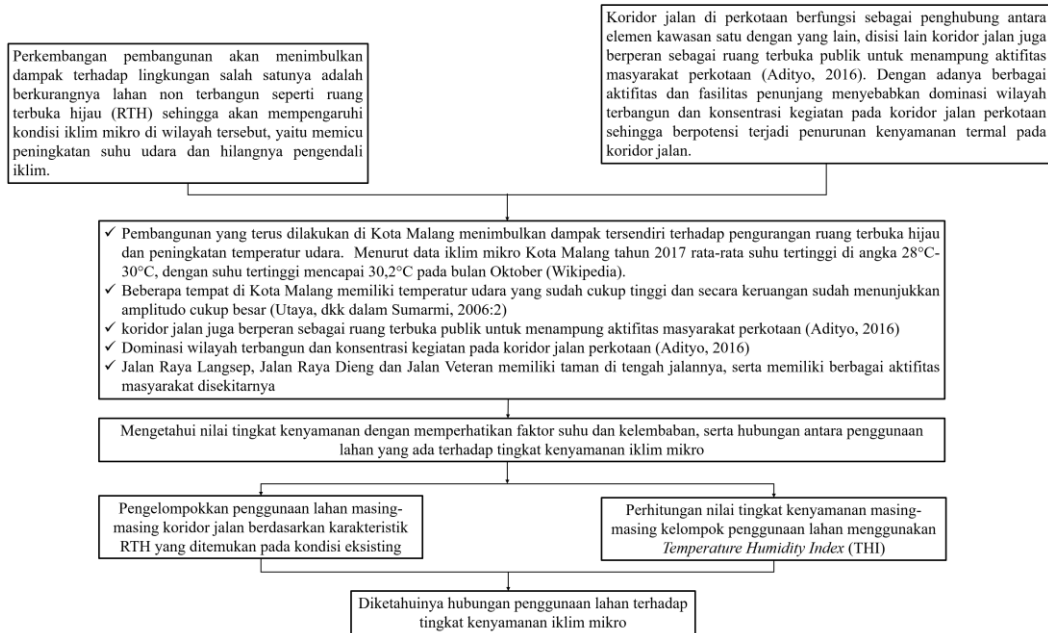 Perkembangan pembangunan akan menimbulkan
dampak terhadap lingkungan salah satunya adalah
berkurangnya lahan non terbangun seperti ruang
terbuka hijau (RTH) sehingga akan mempengaruhi
kondisi iklim mikro di wilayah tersebut, yaitu memicu
peningkatan suhu udara dan hilangnya pengendali
iklim.
Koridor jalan di perkotaan berfungsi sebagai penghubung antara
elemen kawasan satu dengan yang lain, disisi lain koridor jalan juga
berperan sebagai ruang terbuka publik untuk menampung aktifitas
masyarakat perkotaan (Adityo, 2016). Dengan adanya berbagai
aktifitas dan fasilitas penunjang menyebabkan dominasi wilayah
terbangun dan konsentrasi kegiatan pada koridor jalan perkotaan
sehingga berpotensi terjadi penurunan kenyamanan termal pada
koridor jalan.
✓ Pembangunan yang terus dilakukan di Kota Malang menimbulkan dampak tersendiri terhadap pengurangan ruang terbuka hijau
dan peningkatan temperatur udara. Menurut data iklim mikro Kota Malang tahun 2017 rata-rata suhu tertinggi di angka 28°C-
30°C, dengan suhu tertinggi mencapai 30,2°C pada bulan Oktober (Wikipedia).
✓ Beberapa tempat di Kota Malang memiliki temperatur udara yang sudah cukup tinggi dan secara keruangan sudah menunjukkan
amplitudo cukup besar (Utaya, dkk dalam Sumarmi, 2006:2)
✓ koridor jalan juga berperan sebagai ruang terbuka publik untuk menampung aktifitas masyarakat perkotaan (Adityo, 2016)
✓ Dominasi wilayah terbangun dan konsentrasi kegiatan pada koridor jalan perkotaan (Adityo, 2016)
✓ Jalan Raya Langsep, Jalan Raya Dieng dan Jalan Veteran memiliki taman di tengah jalannya, serta memiliki berbagai aktifitas
masyarakat disekitarnya
Mengetahui nilai tingkat kenyamanan dengan memperhatikan faktor suhu dan kelembaban, serta hubungan antara penggunaan
lahan yang ada terhadap tingkat kenyamanan iklim mikro
Pengelompokkan penggunaan lahan masing-
masing koridor jalan berdasarkan karakteristik
RTH yang ditemukan pada kondisi eksisting
Perhitungan nilai tingkat kenyamanan masing-
masing kelompok penggunaan lahan menggunakan
Temperature Humidity Index (THI)
Diketahuinya hubungan penggunaan lahan terhadap
tingkat kenyamanan iklim mikro